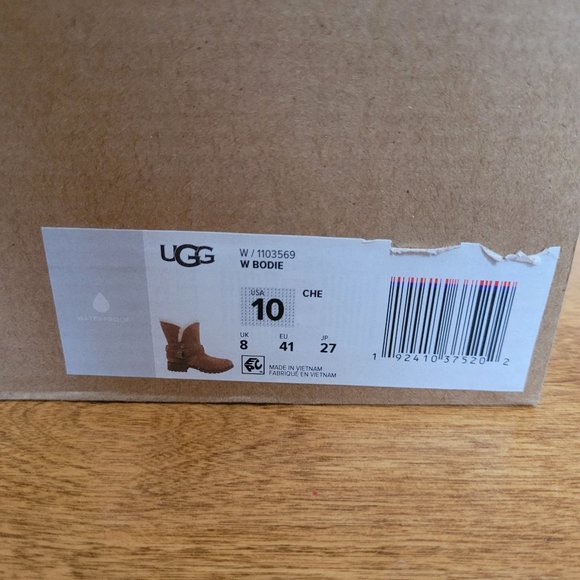 WATERPROOF
UGG
W / 1103569
W BODIE
USA
10
CHE
UK EU JP
8 41 27
MADE IN VIETNAM
FABRIQUÉ EN VIETNAM
1 92410 37520 2